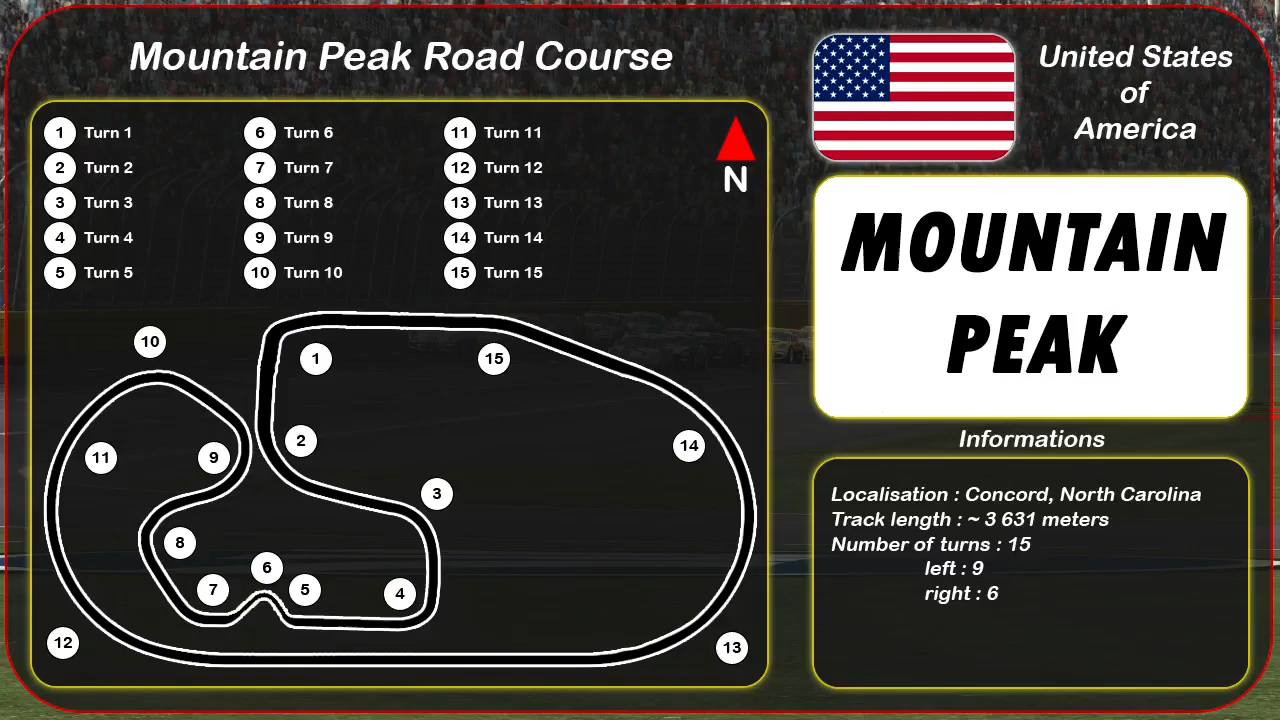 Mountain Peak Road Course
1 Turn 1
2 Turn 2
3 Turn 3
4 Turn 4
5 Turn 5
6 Turn 6
7 Turn 7
8 Turn 8
9 Turn 9
10 Turn 10
11 Turn 11
12 Turn 12
13 Turn 13
14 Turn 14
15 Turn 15
N
10
1
15
2
14
11
9
3
8
6
7
5
4
12
13
United States
of
America
MOUNTAIN
PEAK
Informations
Localisation : Concord, North Carolina
Track length : ~ 3 631 meters
Number of turns : 15
left : 9
right : 6